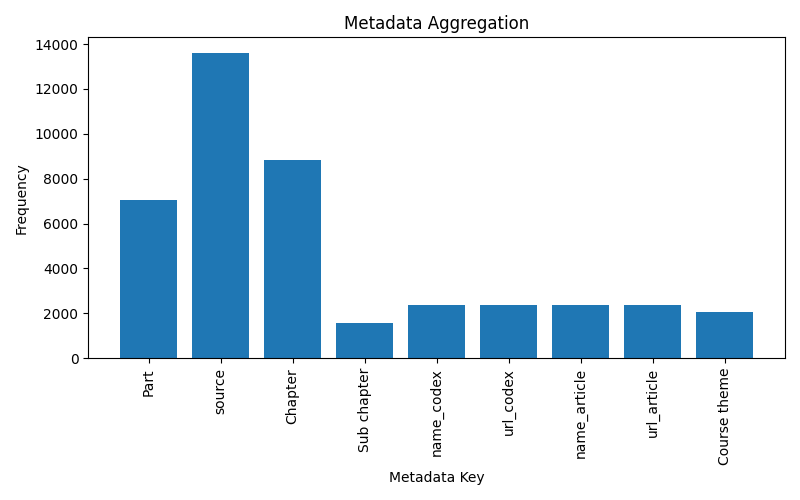 Metadata Aggregation
14000
12000
10000
8000
6000
4000
2000
0
Frequency
Part
source
Chapter
Sub chapter
name_codex
url_codex
name_article
url_article
Course theme
Metadata Key